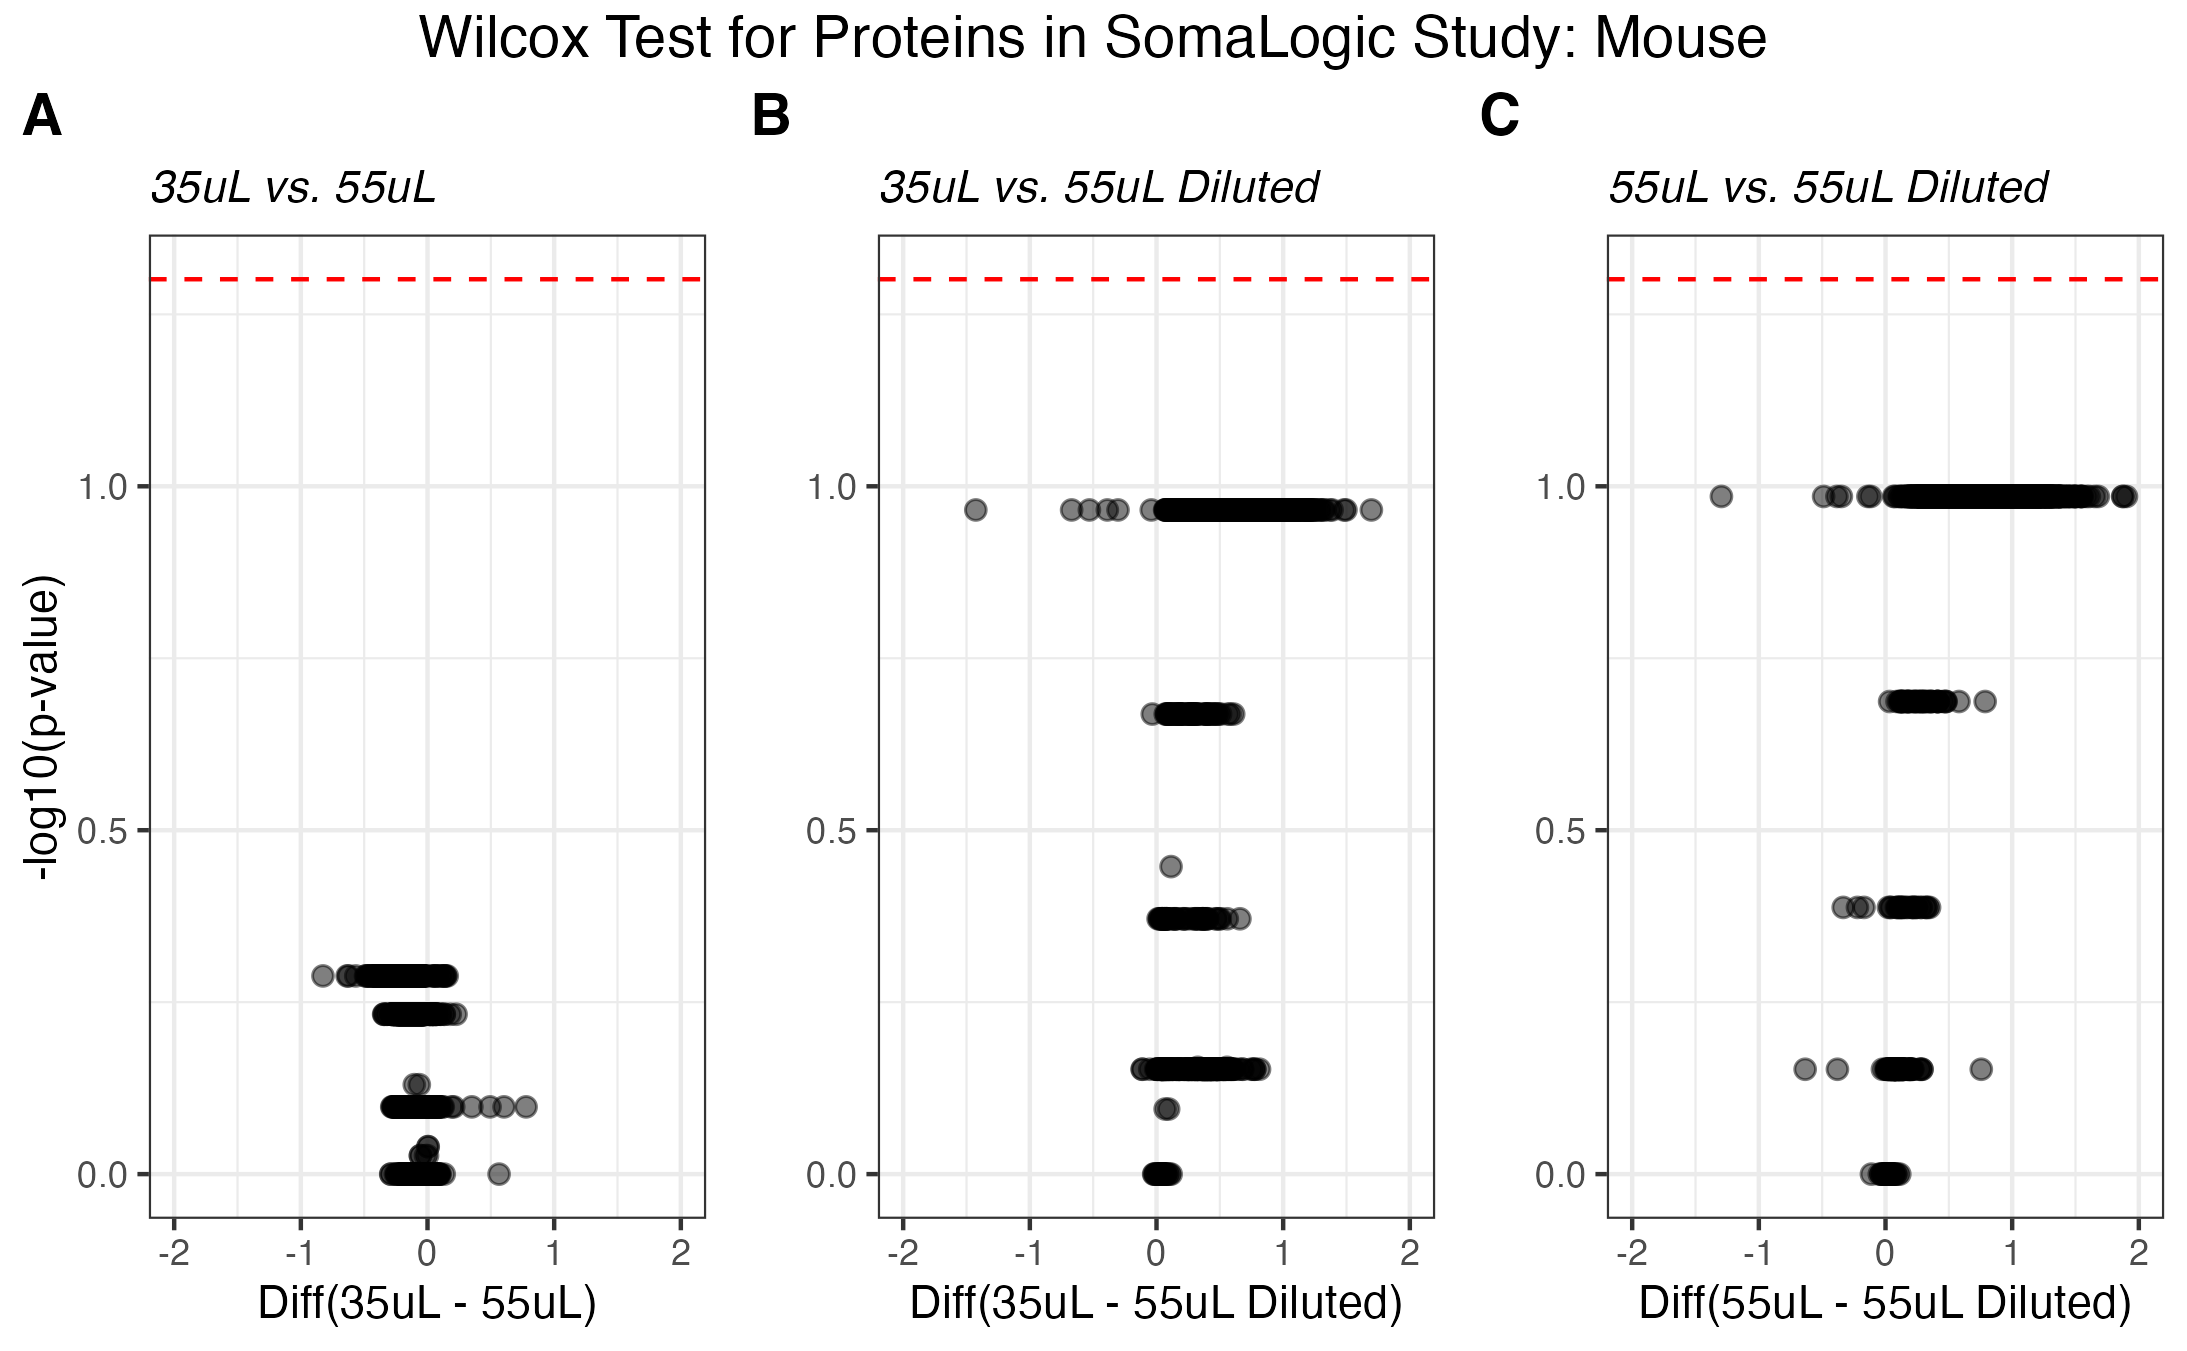 Wilcox Test for Proteins in SomaLogic Study: Mouse
A
B
C
35uL vs. 55uL
35uL vs. 55uL Diluted
55uL vs. 55uL Diluted
-log10(p-value)
1.0
0.5
0.0
-2 -1 0 1 2
Diff(35uL - 55uL)
1.0
0.5
0.0
-2 -1 0 1 2
Diff(35uL - 55uL Diluted)
1.0
0.5
0.0
-2 -1 0 1 2
Diff(55uL - 55uL Diluted)